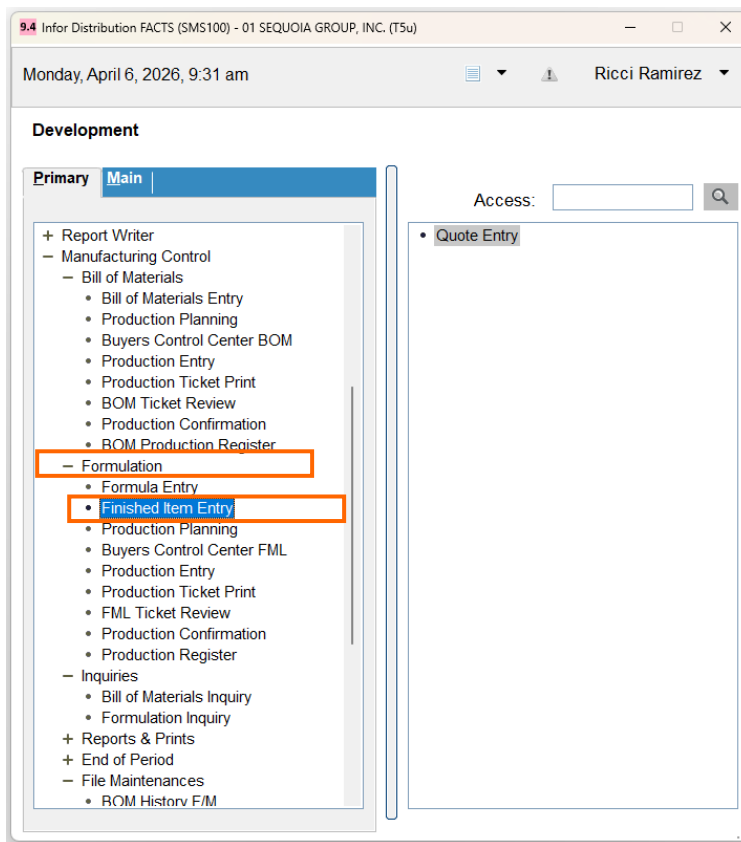 9.4 Infor Distribution FACTS (SMS100) - 01 SEQUOIA GROUP, INC. (T5u)
Monday, April 6, 2026, 9:31 am
Ricci Ramirez
Development
Primary Main
Access:
+ Report Writer
− Manufacturing Control
− Bill of Materials
• Bill of Materials Entry
• Production Planning
• Buyers Control Center BOM
• Production Entry
• Production Ticket Print
• BOM Ticket Review
• Production Confirmation
• BOM Production Register
− Formulation
• Formula Entry
• Finished Item Entry
• Production Planning
• Buyers Control Center FML
• Production Entry
• Production Ticket Print
• FML Ticket Review
• Production Confirmation
• Production Register
− Inquiries
• Bill of Materials Inquiry
• Formulation Inquiry
+ Reports & Prints
+ End of Period
− File Maintenances
• BOM History F/M
• Quote Entry